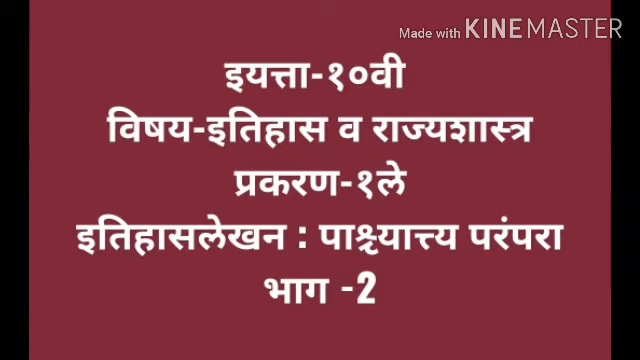 Made with KINEMASTER
इयत्ता-१०वी
विषय-इतिहास व राज्यशास्त्र
प्रकरण-१ले
इतिहासलेखन : पाश्चात्त्य परंपरा
भाग -2